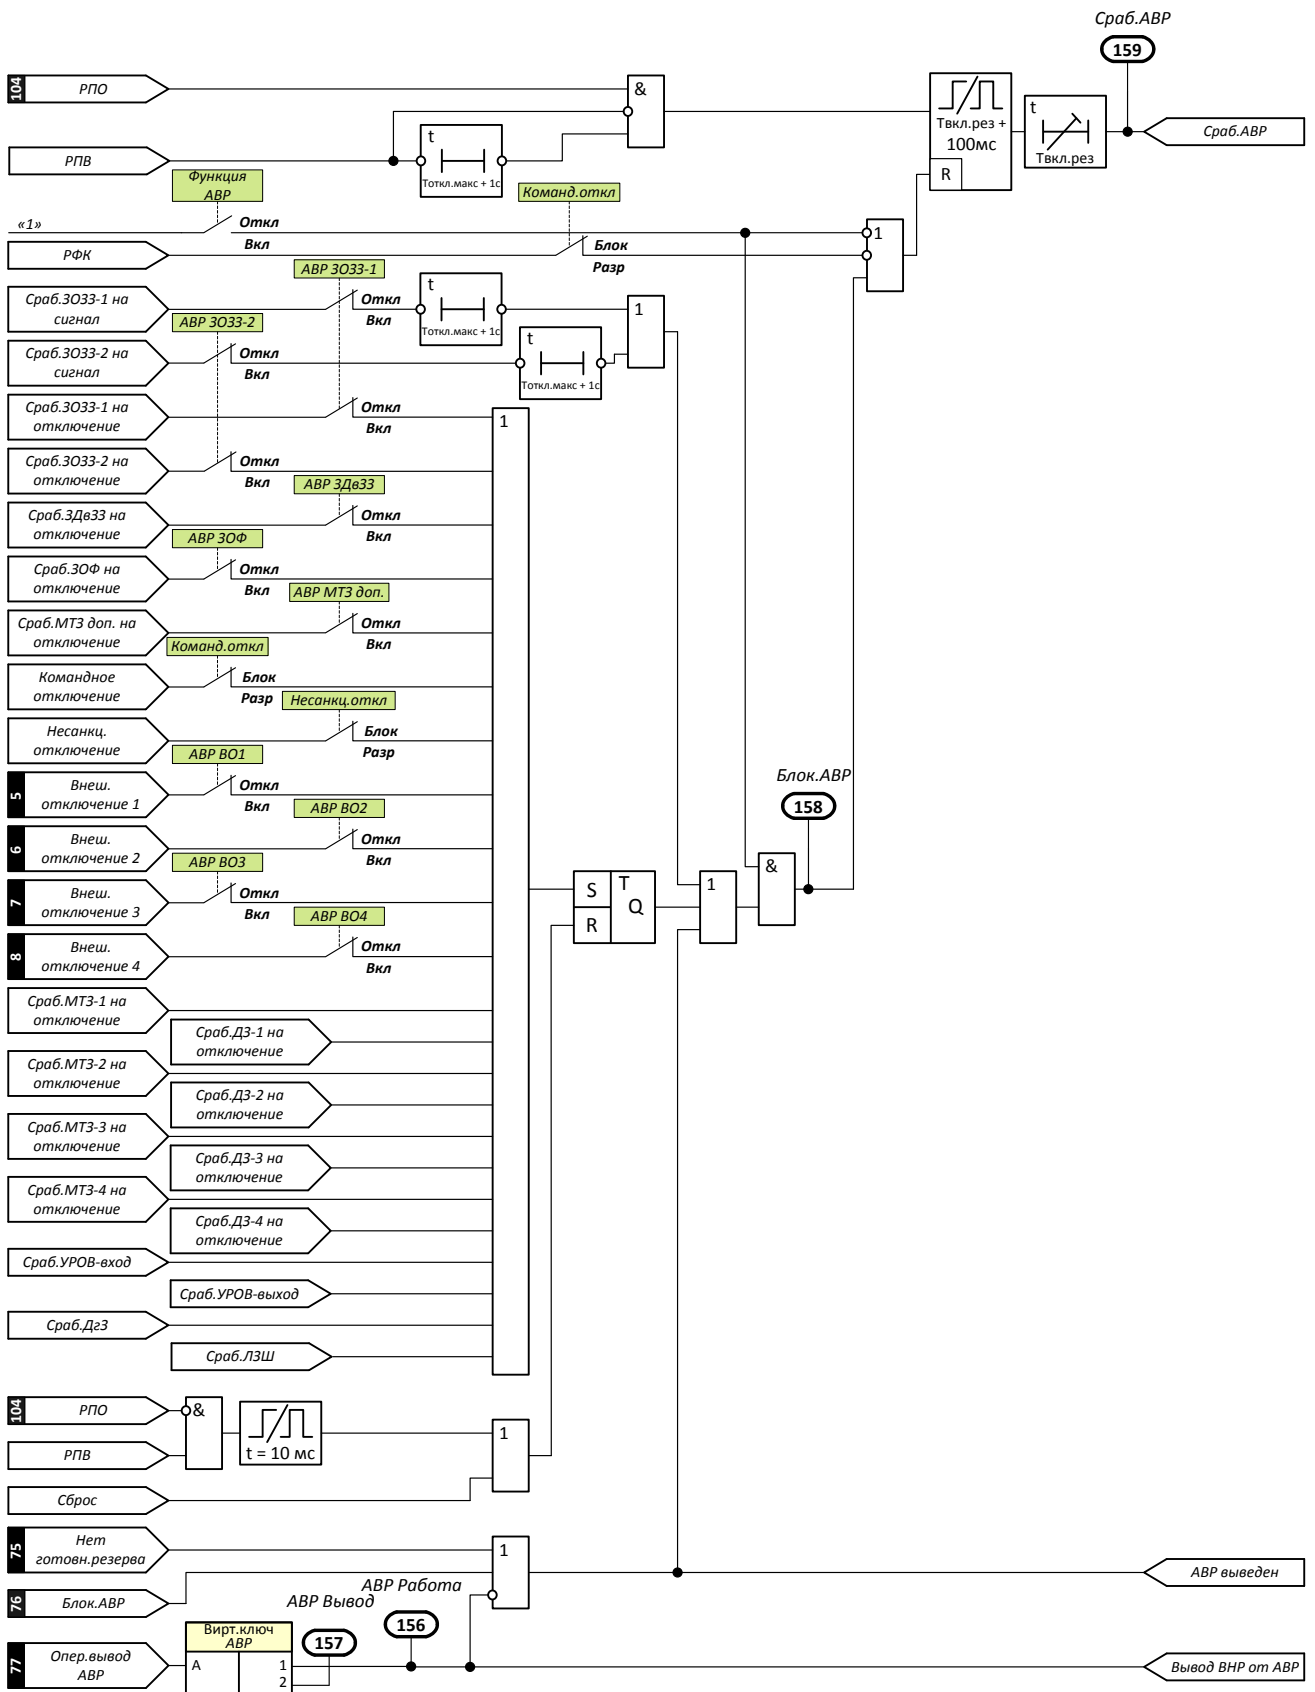 Сраб.АВР
159
104
РПО
&
t
Тоткл.макс + 1с
Твкл.рез +
100мс
R
t
Твкл.рез
Сраб.АВР
РПВ
Функция
АВР
«1»
Откл
Вкл
Команд.откл
Блок
Разр
1
РФК
АВР ЗОЗЗ-1
Сраб.ЗОЗЗ-1 на
сигнал
Откл
Вкл
t
Тоткл.макс + 1с
1
АВР ЗОЗЗ-2
Сраб.ЗОЗЗ-2 на
сигнал
Откл
Вкл
t
Тоткл.макс + 1с
Сраб.ЗОЗЗ-1 на
отключение
Откл
Вкл
1
Сраб.ЗОЗЗ-2 на
отключение
Откл
Вкл
АВР ЗДвЗЗ
Сраб.ЗДвЗЗ на
отключение
Откл
Вкл
АВР ЗОФ
Сраб.ЗОФ на
отключение
Откл
Вкл
АВР МТЗ доп.
Сраб.МТЗ доп. на
отключение
Откл
Вкл
Команд.откл
Командное
отключение
Блок
Разр
Несанкц.откл
Несанкц.
отключение
Блок
Разр
АВР ВО1
5
Внеш.
отключение 1
Откл
Вкл
АВР ВО2
Блок.АВР
158
6
Внеш.
отключение 2
Откл
Вкл
АВР ВО3
7
Внеш.
отключение 3
Откл
Вкл
АВР ВО4
S
T
Q
R
1
&
8
Внеш.
отключение 4
Откл
Вкл
Сраб.МТЗ-1 на
отключение
Сраб.ДЗ-1 на
отключение
Сраб.МТЗ-2 на
отключение
Сраб.ДЗ-2 на
отключение
Сраб.МТЗ-3 на
отключение
Сраб.ДЗ-3 на
отключение
Сраб.МТЗ-4 на
отключение
Сраб.ДЗ-4 на
отключение
Сраб.УРОВ-вход
Сраб.УРОВ-выход
Сраб.ДгЗ
Сраб.ЛЗШ
104
РПО
&
t = 10 мс
1
РПВ
Сброс
75
Нет
готовн.резерва
1
АВР выведен
76
Блок.АВР
АВР Работа
АВР Вывод
156
157
77
Опер.вывод
АВР
Вирт.ключ
АВР
A
1
2
Вывод ВНР от АВР